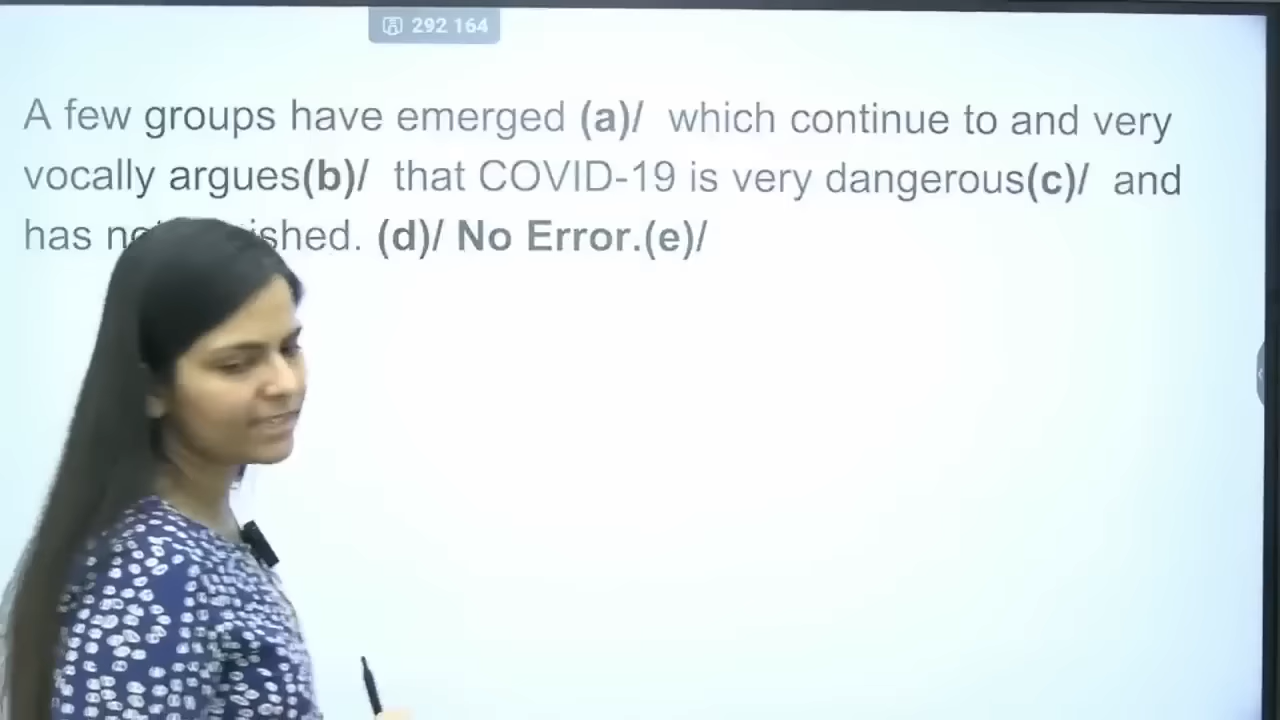 292 164
A few groups have emerged (a)/ which continue to and very
vocally argues(b)/ that COVID-19 is very dangerous(c)/ and
has (d)/ No Error.(e)/